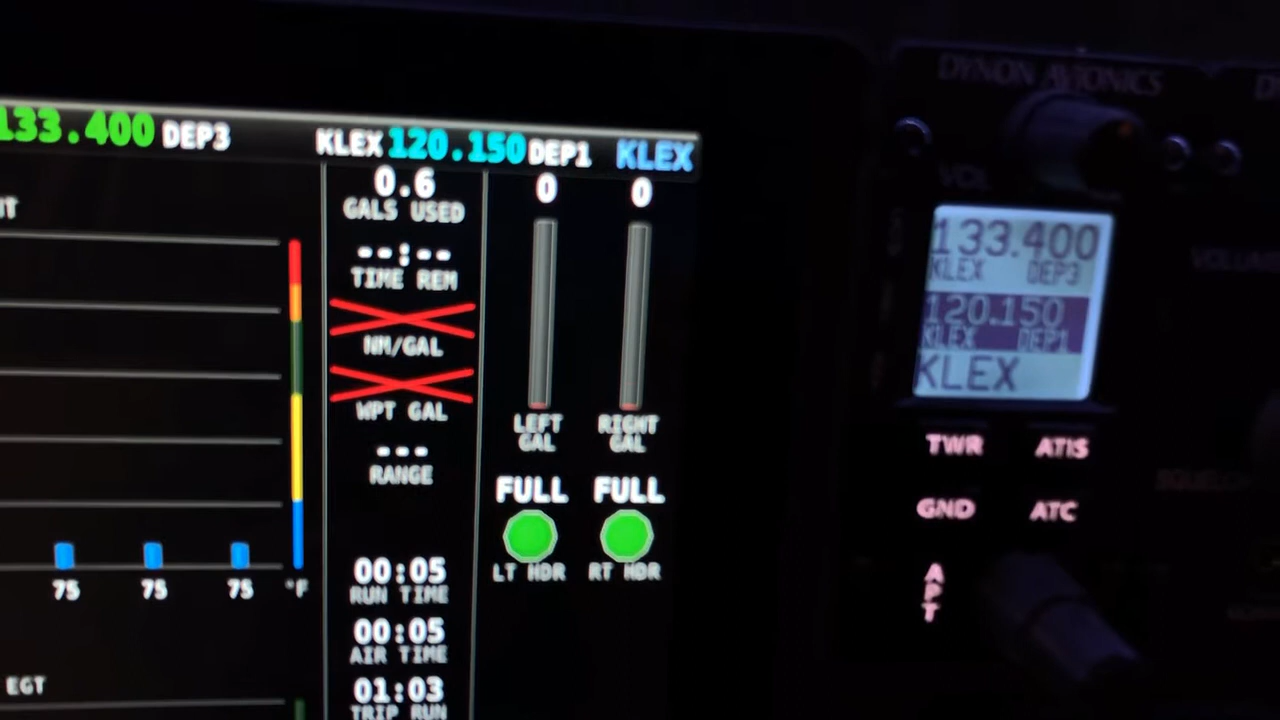 133.400 DEP3
KLEX 120.150 DEP1 KLEX
0.6
GALS USED
--:--
TIME REM
NM/GAL
WPT GAL
---
RANGE
00:05
RUN TIME
00:05
AIR TIME
01:03
TRIP RUN
0 0
LEFT GAL
RIGHT GAL
FULL FULL
LT HDR RT HDR
75 75 75 °F
EGT
DYNON AVIONICS
VOL
133.400
KLEX DEP3
120.150
KLEX DEP1
KLEX
TWR ATIS
GND ATC
APT